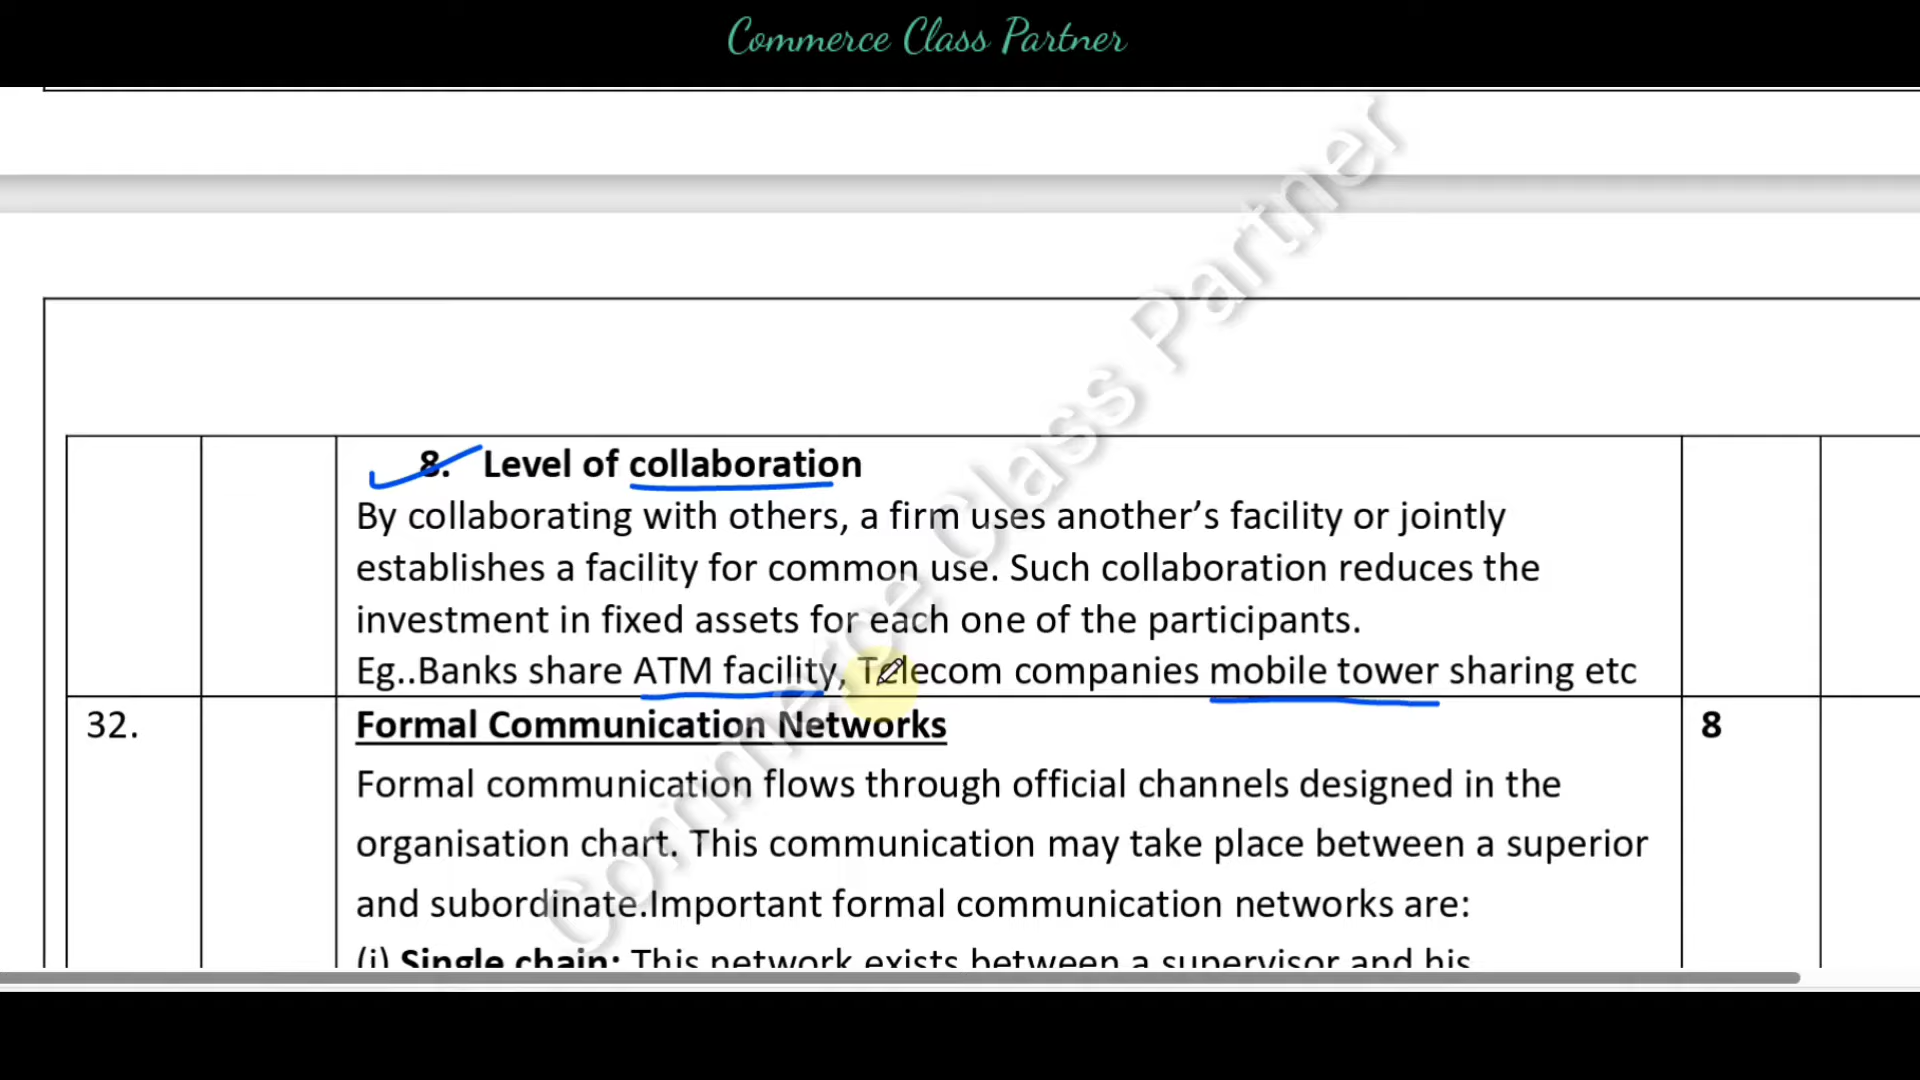 Commerce Class Partner
8. Level of collaboration
By collaborating with others, a firm uses another’s facility or jointly
establishes a facility for common use. Such collaboration reduces the
investment in fixed assets for each one of the participants.
Eg..Banks share ATM facility, Telecom companies mobile tower sharing etc
32. Formal Communication Networks 8
Formal communication flows through official channels designed in the
organisation chart. This communication may take place between a superior
and subordinate.Important formal communication networks are:
(i) Single chain: This network exists between a supervisor and his
Commerce Class Partner